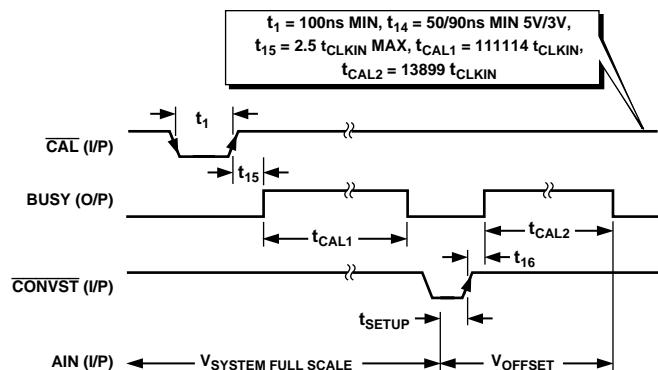 t1 = 100ns MIN, t14 = 50/90ns MIN 5V/3V,
t15 = 2.5 tCLKIN MAX, tCAL1 = 111114 tCLKIN,
tCAL2 = 13899 tCLKIN
t1
CAL (I/P)
t15
BUSY (O/P)
tCAL1
tCAL2
t16
CONVST (I/P)
tSETUP
AIN (I/P)
VSYSTEM FULL SCALE
VOFFSET